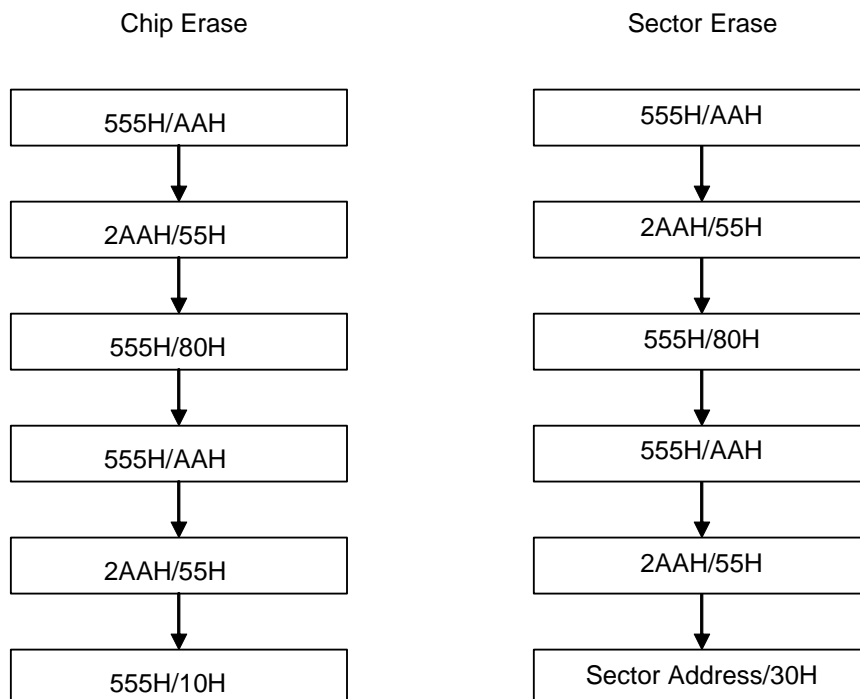 Chip Erase
555H/AAH
2AAH/55H
555H/80H
555H/AAH
2AAH/55H
555H/10H
Sector Erase
555H/AAH
2AAH/55H
555H/80H
555H/AAH
2AAH/55H
Sector Address/30H